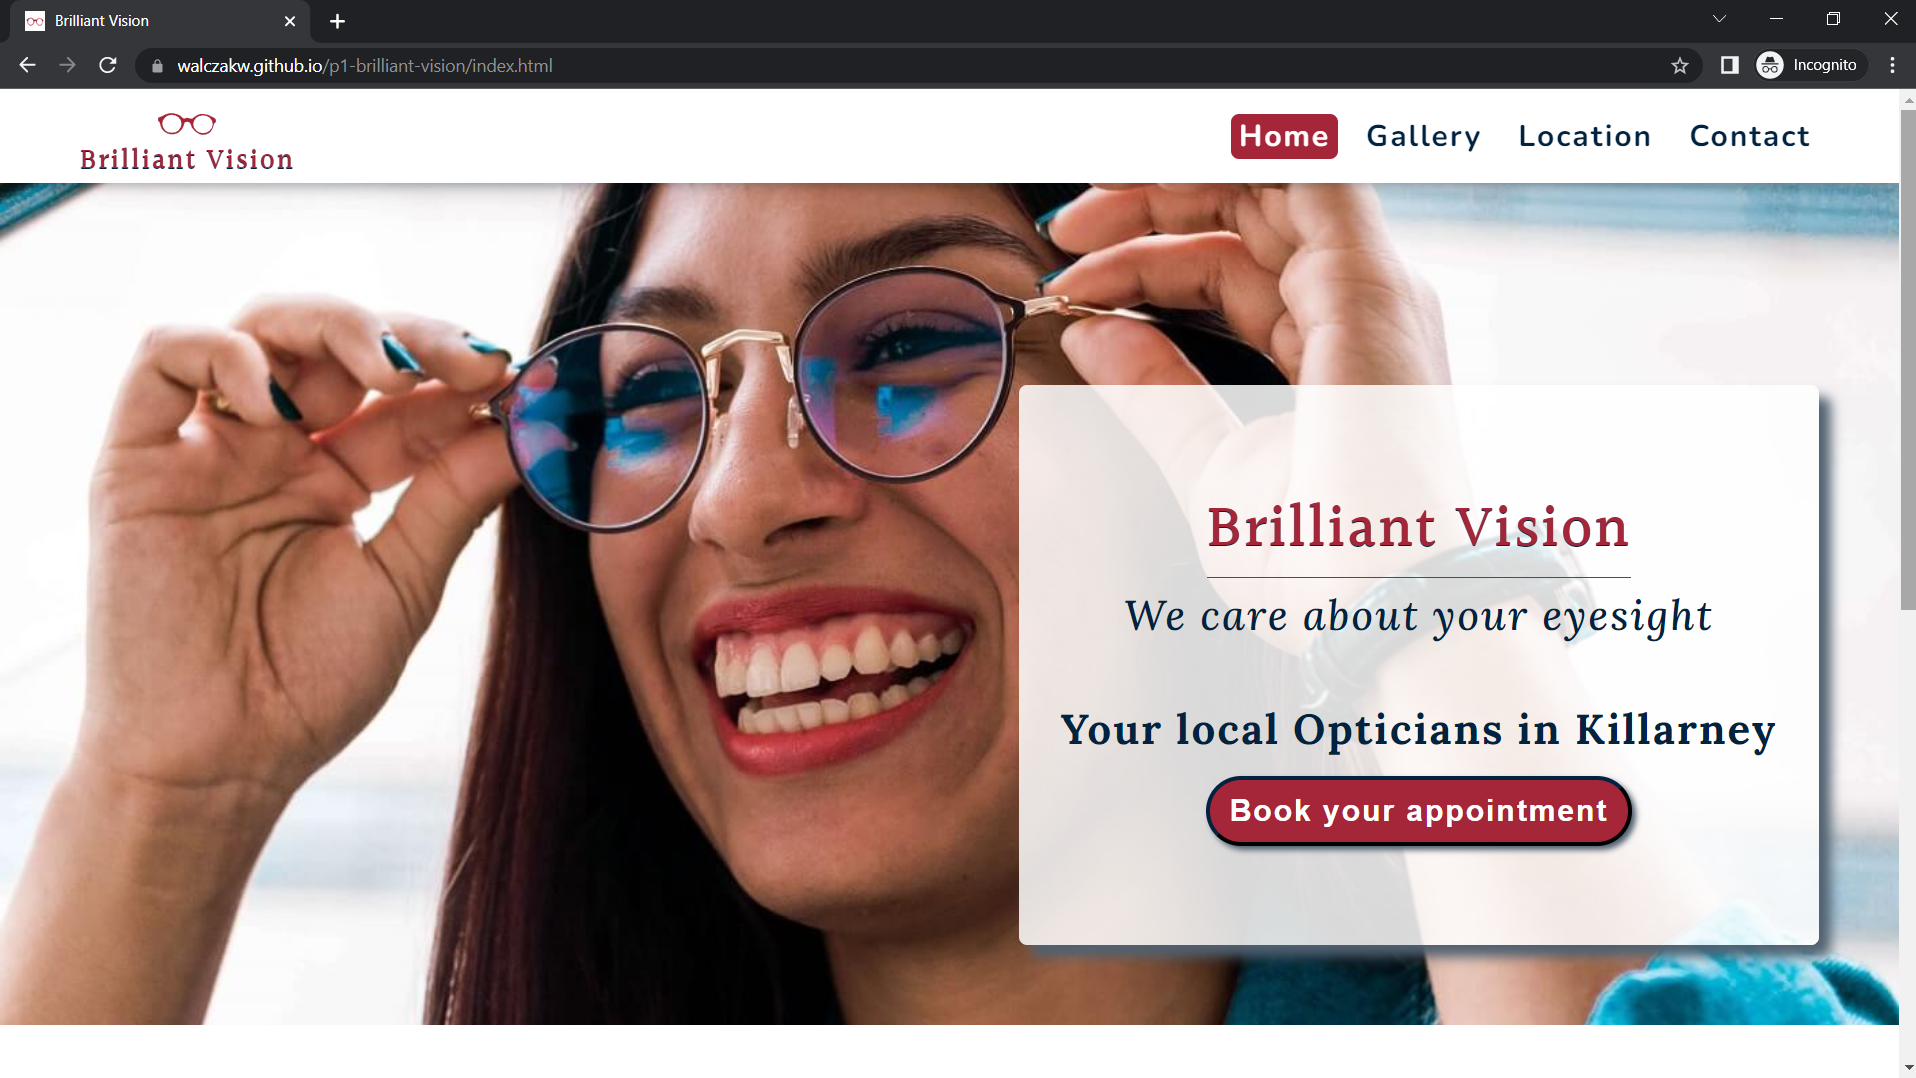 Brilliant Vision
walczakw.github.io/p1-brilliant-vision/index.html
Incognito
Brilliant Vision
Home Gallery Location Contact
Brilliant Vision
We care about your eyesight
Your local Opticians in Killarney
Book your appointment